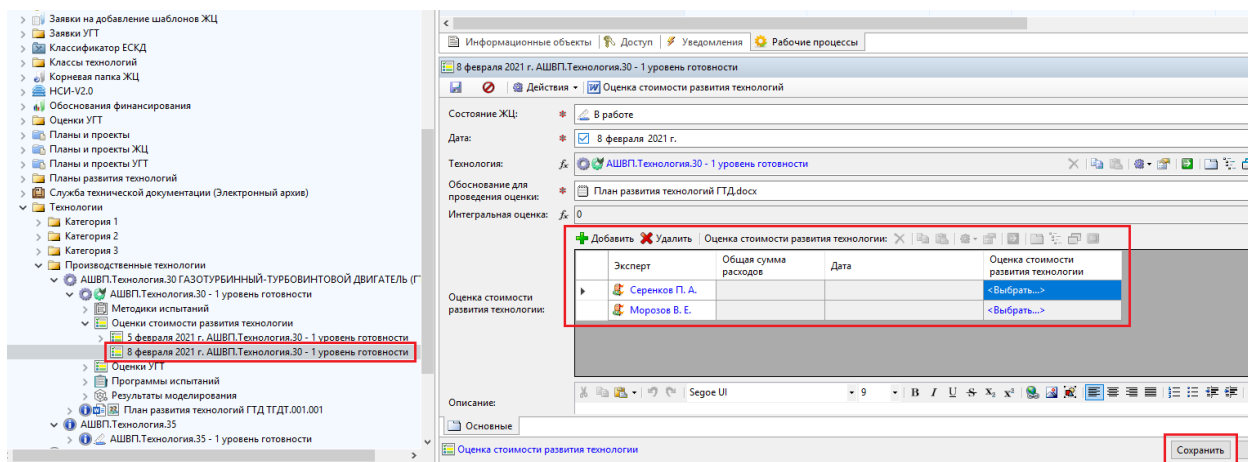 Заявки на добавление шаблонов ЖЦ
Заявки УГТ
Классификатор ЕСКД
Классы технологий
Корневая папка ЖЦ
НСИ-V2.0
Обоснования финансирования
Оценки УГТ
Планы и проекты
Планы и проекты ЖЦ
Планы и проекты УГТ
Планы развития технологий
Служба технической документации (Электронный архив)
Технологии
Категория 1
Категория 2
Категория 3
Производственные технологии
АШВП.Технология.30 ГАЗОТУРБИННЫЙ-ТУРБОВИНТОВОЙ ДВИГАТЕЛЬ (Г
АШВП.Технология.30 - 1 уровень готовности
Методики испытаний
Оценки стоимости развития технологии
5 февраля 2021 г. АШВП.Технология.30 - 1 уровень готовности
8 февраля 2021 г. АШВП.Технология.30 - 1 уровень готовности
Оценки УГТ
Программы испытаний
Результаты моделирования
План развития технологий ГТД ТГДТ.001.001
АШВП.Технология.35
АШВП.Технология.35 - 1 уровень готовности
Информационные объекты Доступ Уведомления Рабочие процессы
8 февраля 2021 г. АШВП.Технология.30 - 1 уровень готовности
Действия Оценка стоимости развития технологий
Состояние ЖЦ: В работе
Дата: 8 февраля 2021 г.
Технология: fx АШВП.Технология.30 - 1 уровень готовности
Обоснование для
проведения оценки: План развития технологий ГТД.docx
Интегральная оценка: fx 0
Добавить Удалить Оценка стоимости развития технологии:
Эксперт Общая сумма расходов Дата Оценка стоимости развития технологии
Серенков П. А. <Выбрать...>
Морозов В. Е. <Выбрать...>
Оценка стоимости
развития технологии:
Segoe UI 9 B I U S X₂ x²
Описание:
Основные
Оценка стоимости развития технологии Сохранить